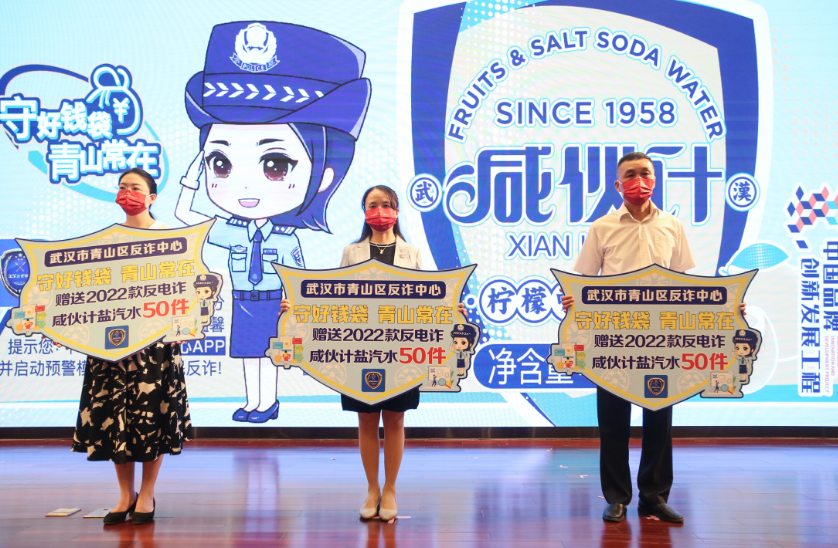 守好钱袋
¥
青山常在
FRUITS & SALT SODA WATER
SINCE 1958
武
咸伙计
漢
XIAN
柠檬
净含量
中国品牌
创新发展工程
提示您
APP
并启动预警
反诈!
武汉市青山区反诈中心
守好钱袋 青山常在
赠送2022款反电诈
咸伙计盐汽水50件
武汉市青山区反诈中心
守好钱袋 青山常在
赠送2022款反电诈
咸伙计盐汽水50件
武汉市青山区反诈中心
守好钱袋 青山常在
赠送2022款反电诈
咸伙计盐汽水50件